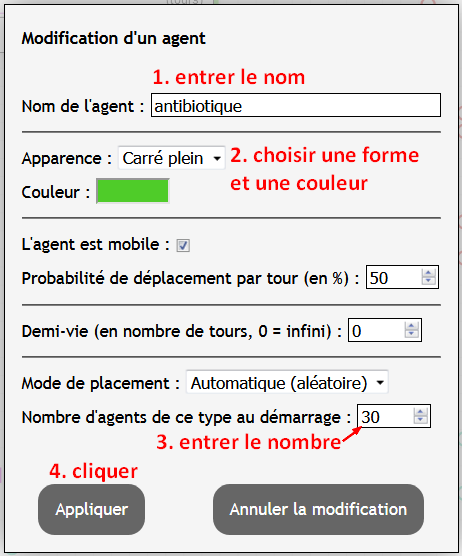 Modification d'un agent
1. entrer le nom
Nom de l'agent : antibiotique
Apparence : Carré plein
2. choisir une forme
et une couleur
Couleur :
L'agent est mobile :
Probabilité de déplacement par tour (en %) : 50
Demi-vie (en nombre de tours, 0 = infini) : 0
Mode de placement : Automatique (aléatoire)
Nombre d'agents de ce type au démarrage : 30
3. entrer le nombre
4. cliquer
Appliquer
Annuler la modification